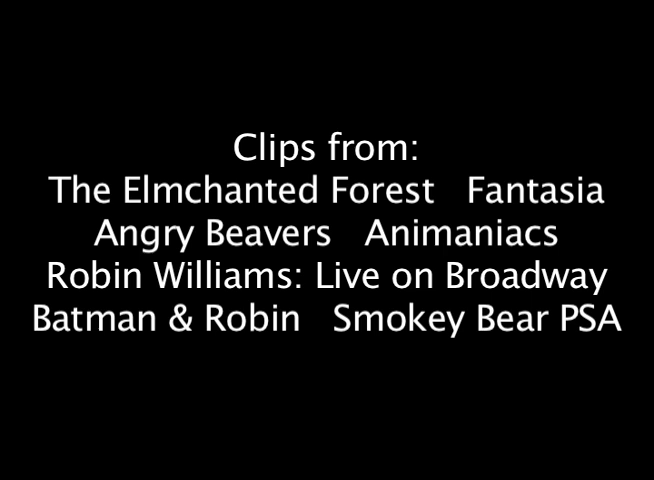 Clips from:
The Elmchanted Forest   Fantasia
Angry Beavers   Animaniacs
Robin Williams: Live on Broadway
Batman & Robin   Smokey Bear PSA